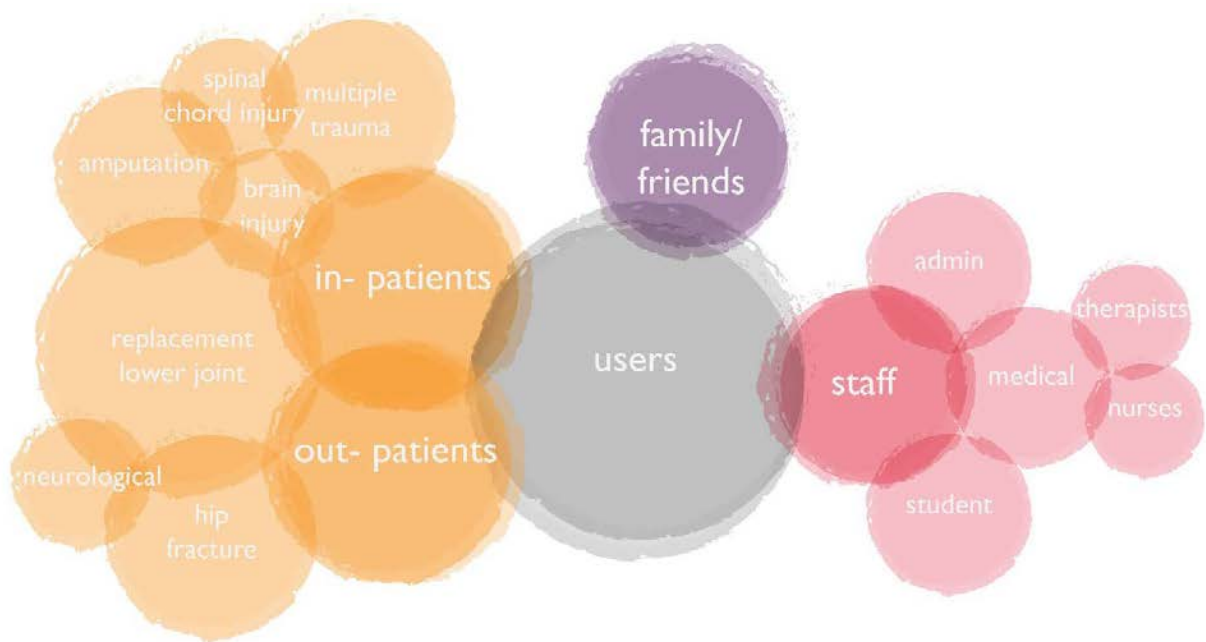 spinal
chord injury
multiple
trauma
amputation
brain
injury
in- patients
replacement
lower joint
out- patients
neurological
hip
fracture
family/
friends
users
staff
admin
medical
therapists
nurses
student